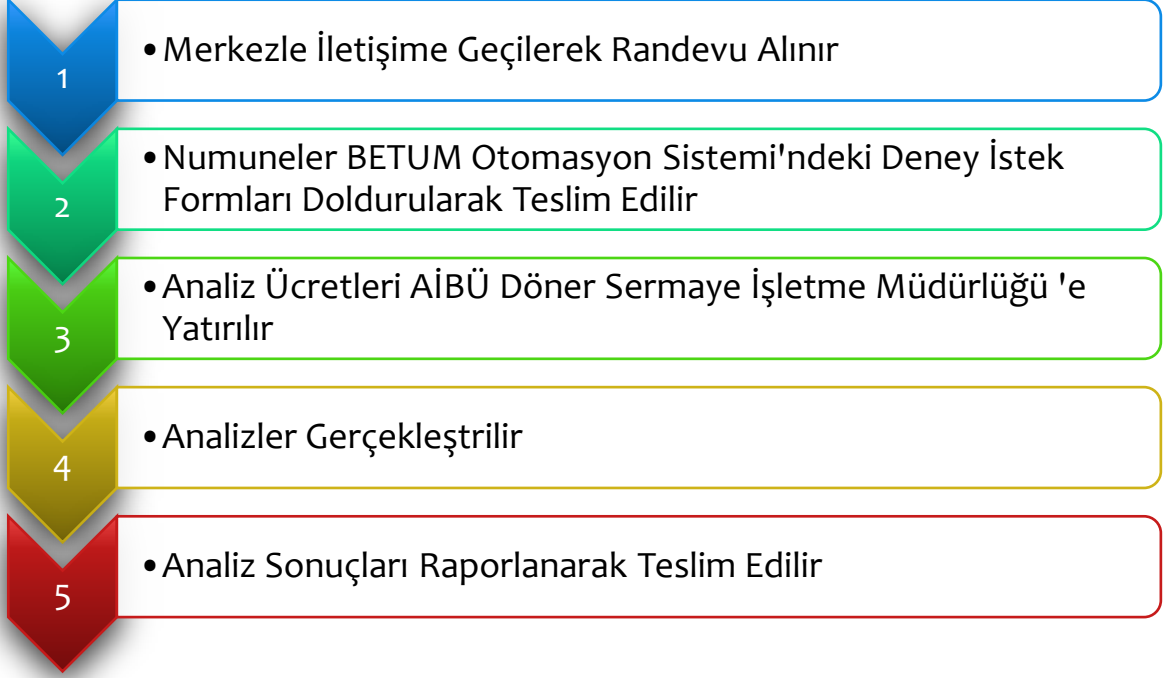 1
•Merkezle İletişime Geçilerek Randevu Alınır
2
•Numuneler BETUM Otomasyon Sistemi'ndeki Deney İstek
Formları Doldurularak Teslim Edilir
3
•Analiz Ücretleri AİBÜ Döner Sermaye İşletme Müdürlüğü 'e
Yatırılır
4
•Analizler Gerçekleştrilir
5
•Analiz Sonuçları Raporlanarak Teslim Edilir